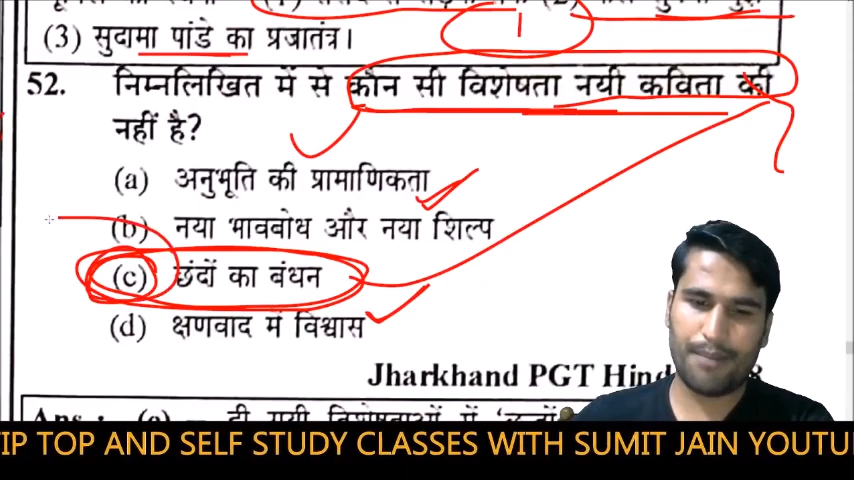 (3) सुदामा पांडे का प्रजातंत्र।
52. निम्नलिखित में से कौन सी विशेषता नयी कविता की
नहीं है?
(a) अनुभूति की प्रामाणिकता
(b) नया भावबोध और नया शिल्प
(c) छंदों का बंधन
(d) क्षणवाद में विश्वास
Jharkhand PGT Hind
TIP TOP AND SELF STUDY CLASSES WITH SUMIT JAIN YOUTU